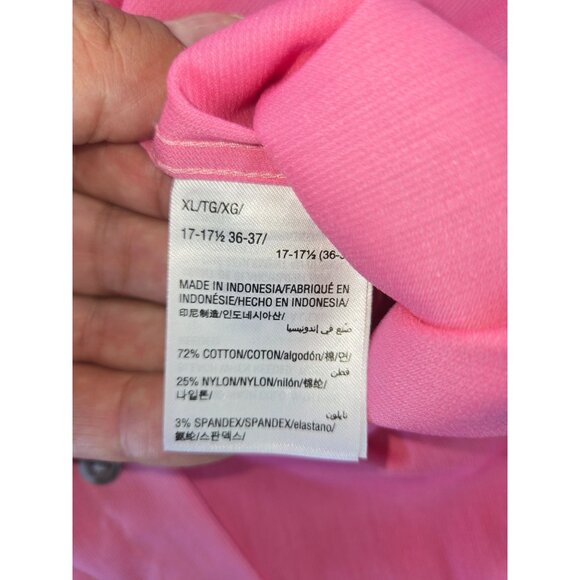 XL/TG/XG/
17-17½ 36-37/
17-17½ (36-3
MADE IN INDONESIA/FABRIQUÉ EN
INDONÉSIE/HECHO EN INDONESIA/
印尼制造/인도네시아산/
صنع في إندونيسيا
72% COTTON/COTON/algodón/棉/면/
قطن
25% NYLON/NYLON/nilón/锦纶/
나일론/
نايلون
3% SPANDEX/SPANDEX/elastano/
氨纶/스판덱스/